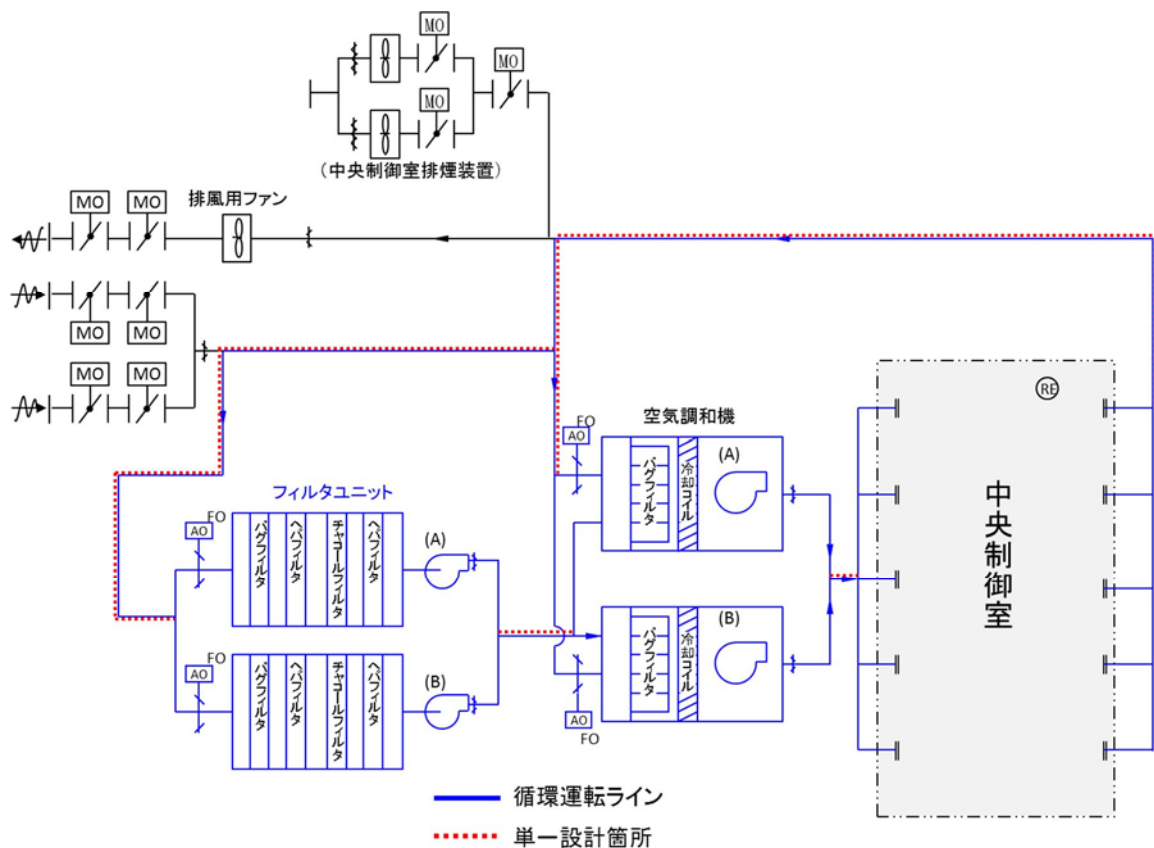 MO
MO
MO
(中央制御室排煙装置)
排風用ファン
MO
MO
MO
MO
MO
MO
RE
空気調和機
FO
AO
バグフィルタ
冷却コイル
(A)
中央制御室
フィルタユニット
FO
AO
バグフィルタ
ヘパフィルタ
チャコールフィルタ
ヘパフィルタ
(A)
バグフィルタ
冷却コイル
(B)
FO
AO
バグフィルタ
ヘパフィルタ
チャコールフィルタ
ヘパフィルタ
(B)
AO
FO
循環運転ライン
単一設計箇所